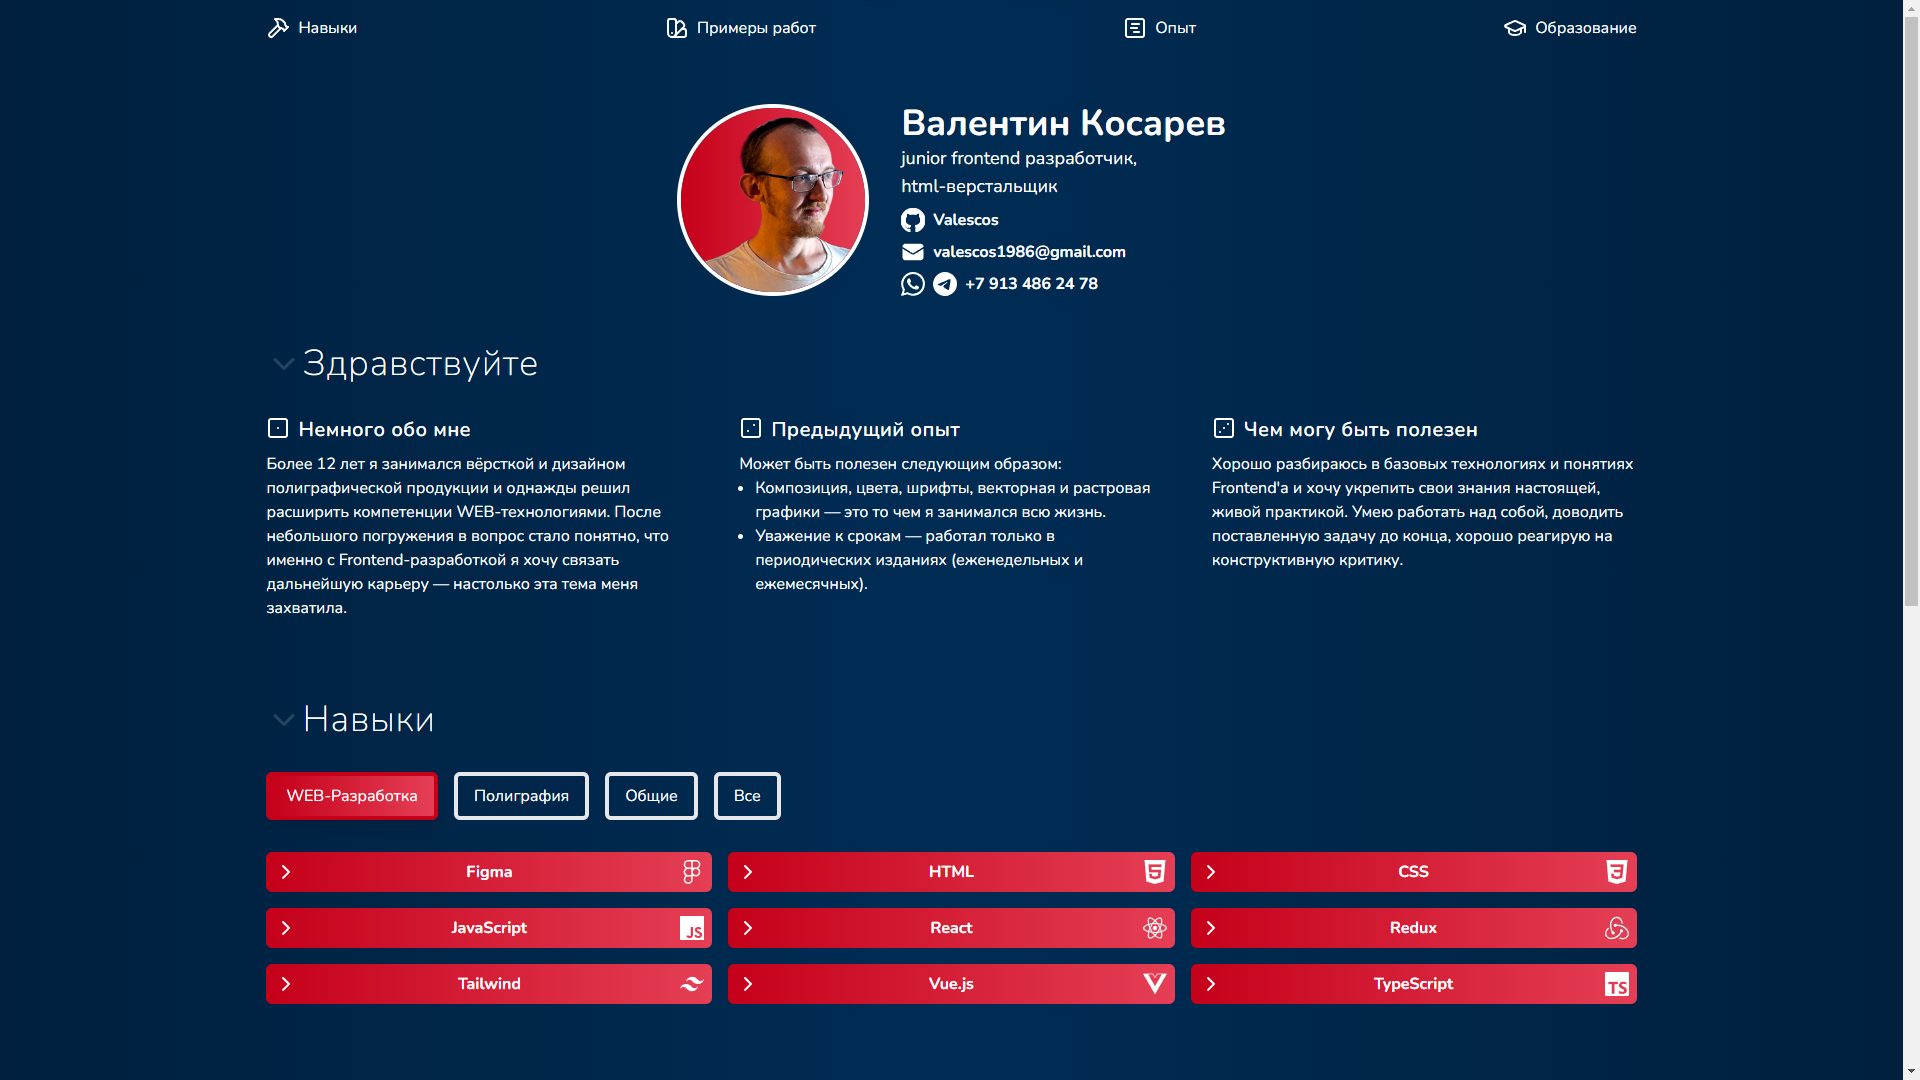 Навыки
Примеры работ
Опыт
Образование
Валентин Косарев
junior frontend разработчик,
html-верстальщик
Valescos
valescos1986@gmail.com
+7 913 486 24 78
Здравствуйте
Немного обо мне
Более 12 лет я занимался вёрсткой и дизайном
полиграфической продукции и однажды решил
расширить компетенции WEB-технологиями. После
небольшого погружения в вопрос стало понятно, что
именно с Frontend-разработкой я хочу связать
дальнейшую карьеру — настолько эта тема меня
захватила.
Предыдущий опыт
Может быть полезен следующим образом:
• Композиция, цвета, шрифты, векторная и растровая
графики — это то чем я занимался всю жизнь.
• Уважение к срокам — работал только в
периодических изданиях (еженедельных и
ежемесячных).
Чем могу быть полезен
Хорошо разбираюсь в базовых технологиях и понятиях
Frontend'a и хочу укрепить свои знания настоящей,
живой практикой. Умею работать над собой, доводить
поставленную задачу до конца, хорошо реагирую на
конструктивную критику.
Навыки
WEB-Разработка
Полиграфия
Общие
Все
Figma
HTML
5
CSS
3
JavaScript
JS
React
Redux
Tailwind
Vue.js
TypeScript
TS